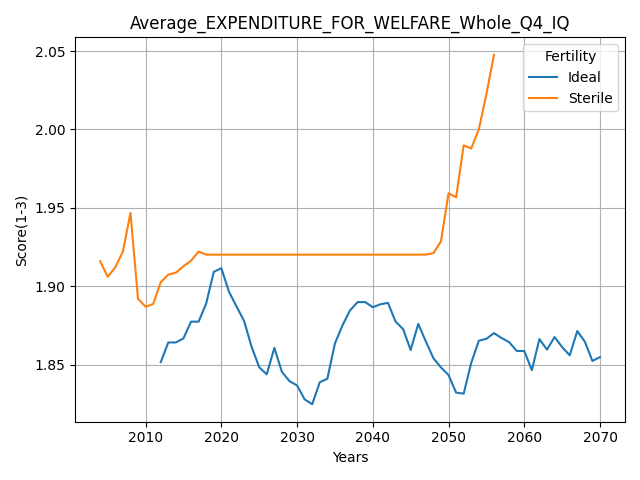 Average_EXPENDITURE_FOR_WELFARE_Whole_Q4_IQ
Fertility
Ideal
Sterile
Score(1-3)
2.05
2.00
1.95
1.90
1.85
2010 2020 2030 2040 2050 2060 2070
Years